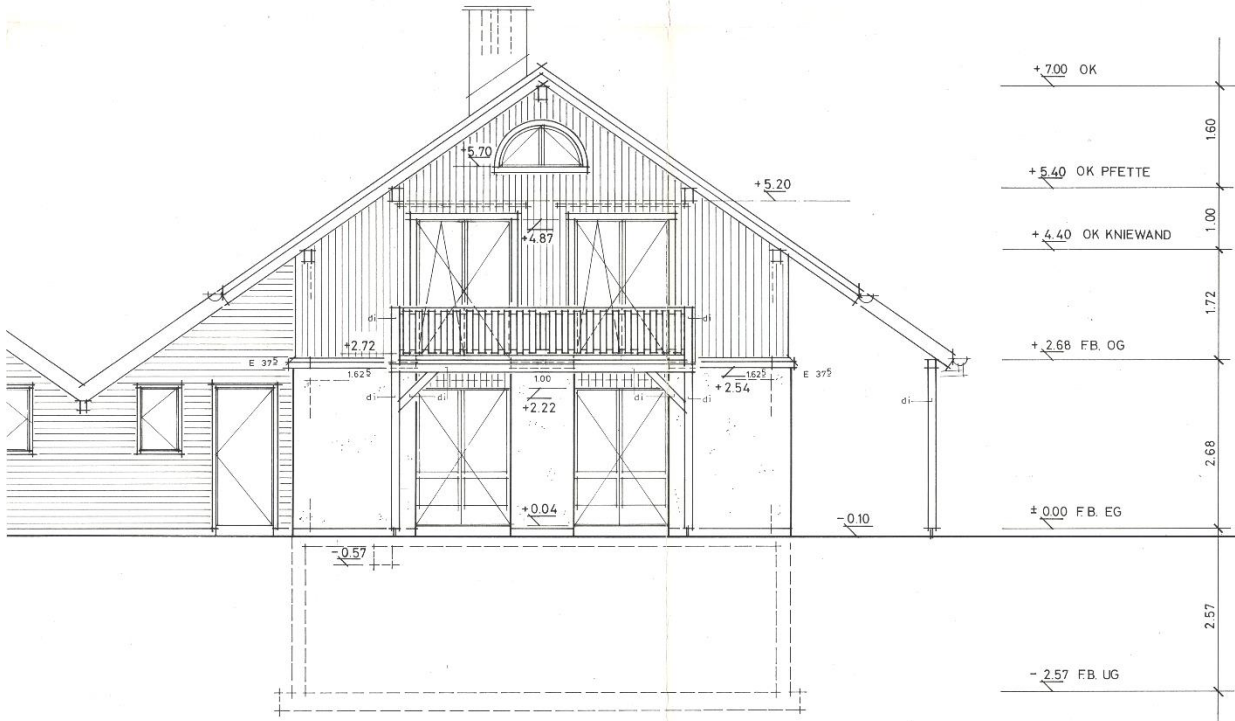 +7.00 OK
1.60
+5.70
+5.40 OK PFETTE
+5.20
1.00
+4.87
+4.40 OK KNIEWAND
1.72
di
di
+2.72
+2.68 F.B. OG
E 37⁵
1.62⁵
1.00
1.62⁵
E 37⁵
+2.54
di
di
+2.22
di
di
di
2.68
+0.04
-0.10
±0.00 F.B. EG
-0.57
2.57
-2.57 F.B. UG